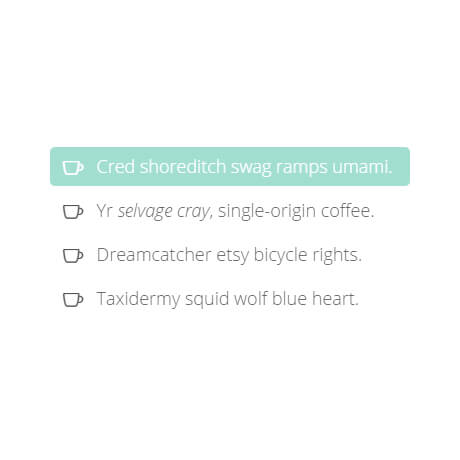 Cred shoreditch swag ramps umami.
Yr selvage cray, single-origin coffee.
Dreamcatcher etsy bicycle rights.
Taxidermy squid wolf blue heart.